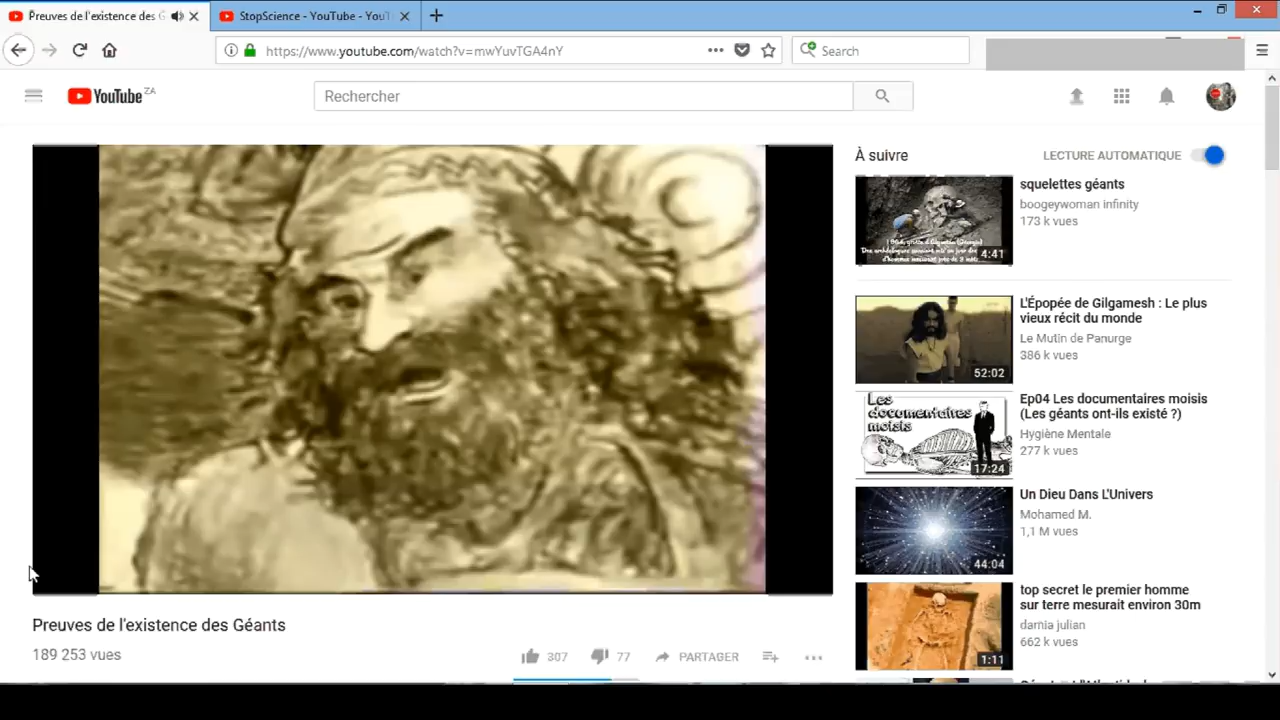 Preuves de l'existence des G
StopScience - YouTube - YouT
https://www.youtube.com/watch?v=mwYuvTGA4nY
Search
YouTube ZA
Rechercher
À suivre
LECTURE AUTOMATIQUE
squelettes géants
boogeywoman infinity
173 k vues
4:41
L'Épopée de Gilgamesh : Le plus
vieux récit du monde
Le Mutin de Panurge
386 k vues
52:02
Les
documentaires
moisis
17:24
Ep04 Les documentaires moisis
(Les géants ont-ils existé ?)
Hygiène Mentale
277 k vues
Un Dieu Dans L'Univers
Mohamed M.
1,1 M vues
44:04
top secret le premier homme
sur terre mesurait environ 30m
darnia julian
662 k vues
1:11
Preuves de l'existence des Géants
189 253 vues
307
77
PARTAGER